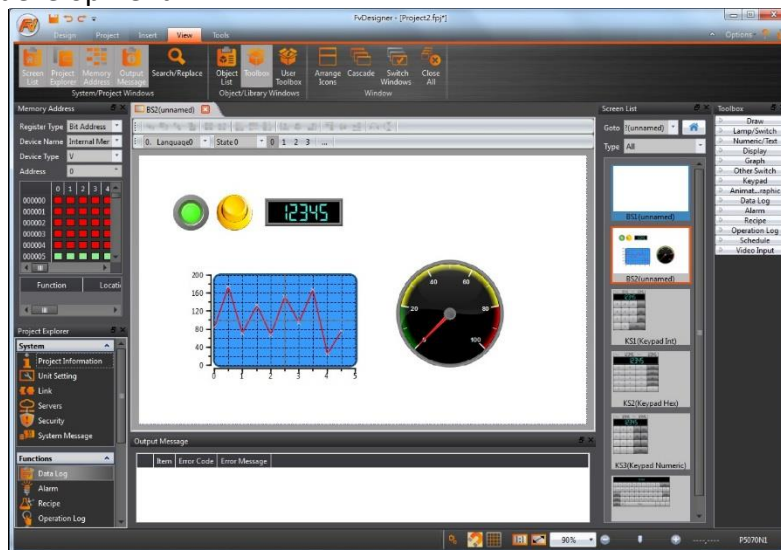 FvDesigner - [Project2.fpj*]
Design Project Insert View Tools
Options
Screen List
Project Explorer
Memory Address
Output Message
Search/Replace
Object List
Toolbox
User Toolbox
Arrange Icons
Cascade
Switch Windows
Close All
System/Project Windows
Object/Library Windows
Window
Memory Address
Register Type Bit Address
Device Name Internal Mer
Device Type V
Address 0
0 1 2 3 4
000000
000001
000002
000003
000004
000005
Function Locati
Project Explorer
System
Project Information
Unit Setting
Link
Servers
Security
System Message
Functions
Data Log
Alarm
Recipe
Operation Log
BS2(unnamed)
0. Language0 State 0 0 1 2 3 ...
12345
200
160
120
80
40
0
0 1 2 3 4 5
40 60
20 80
100
Output Message
Item Error Code Error Message
Screen List
Goto !(unnamed)
Type All
BS1(unnamed)
BS2(unnamed)
KS1(Keypad Int)
KS2(Keypad Hex)
KS3(Keypad Numeric)
Toolbox
Draw
Lamp/Switch
Numeric/Text
Display
Graph
Other Switch
Keypad
Animat...raphic
Data Log
Alarm
Recipe
Operation Log
Schedule
Video Input
90%
P5070N1